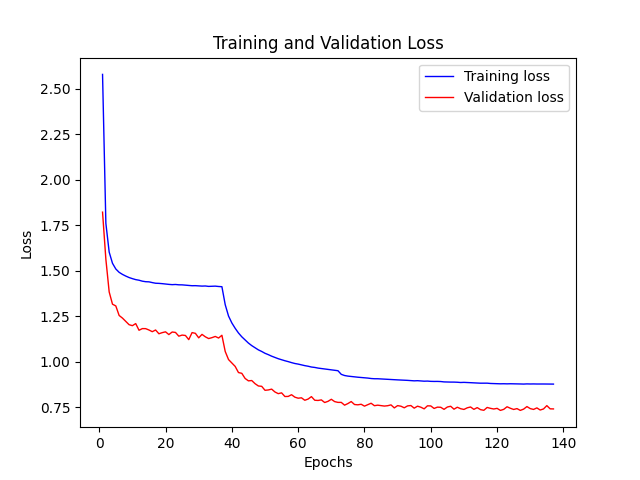 Training and Validation Loss
Training loss
Validation loss
Loss
2.50
2.25
2.00
1.75
1.50
1.25
1.00
0.75
0 20 40 60 80 100 120 140
Epochs